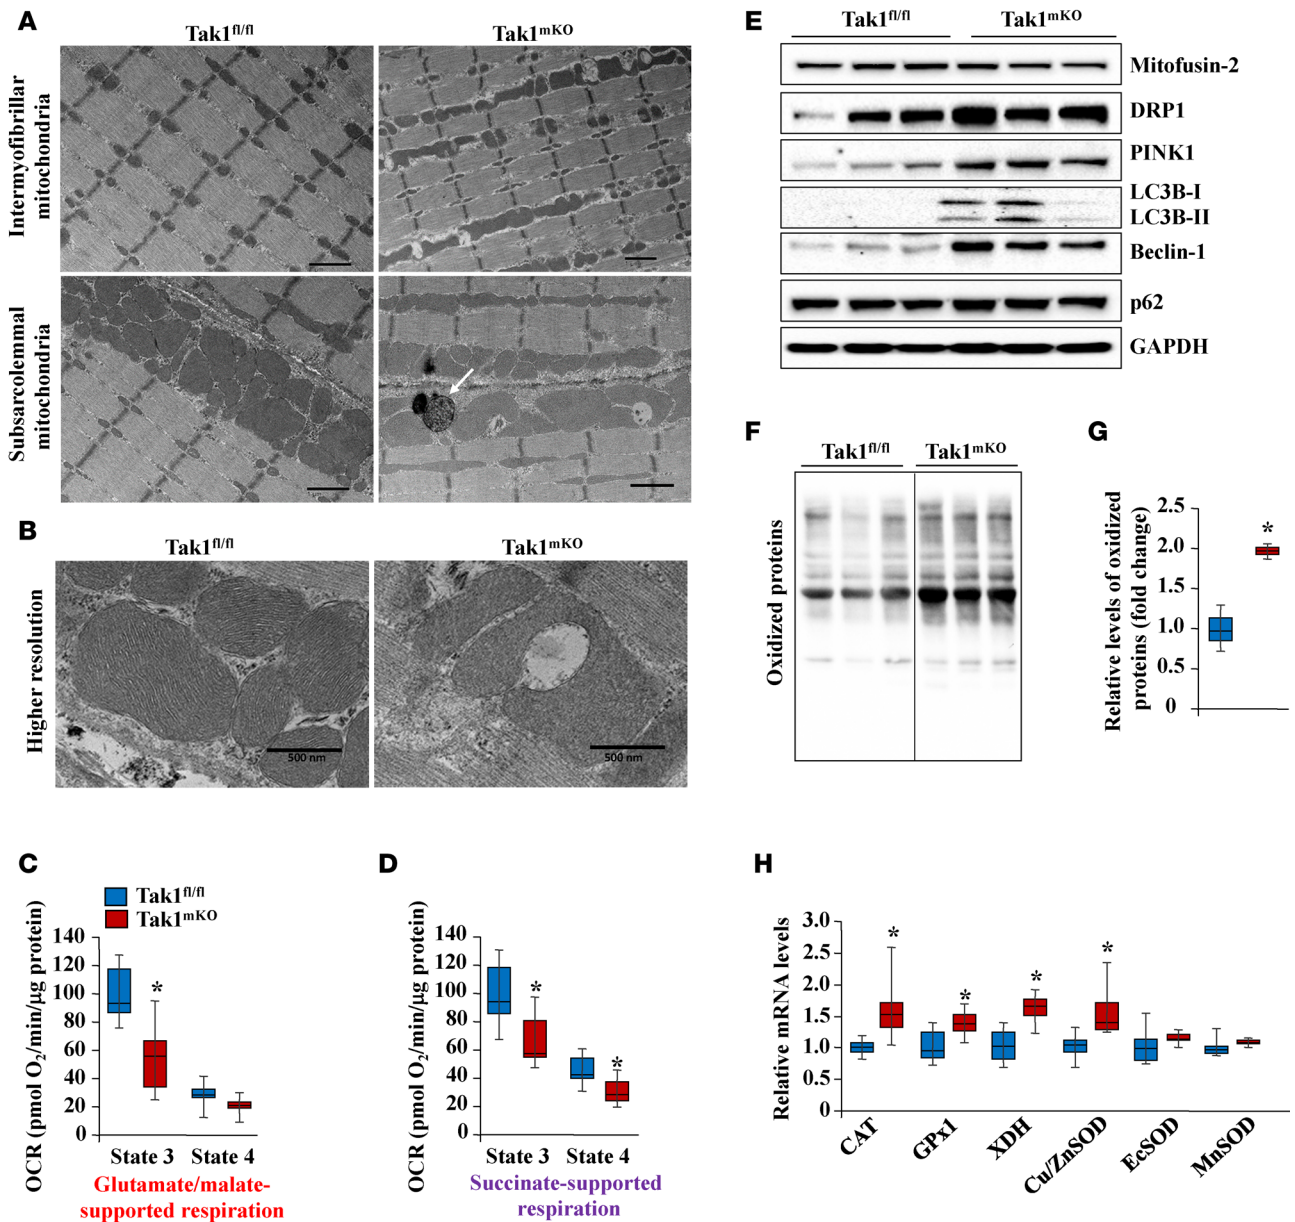 A
Tak1fl/fl
Tak1mKO
Intermyofibrillar
mitochondria
Subsarcolemmal
mitochondria
B
Tak1fl/fl
Tak1mKO
Higher resolution
500 nm
500 nm
C
Tak1fl/fl
Tak1mKO
OCR (pmol O2/min/µg protein)
140
120
100
80
60
40
20
0
*
State 3
State 4
Glutamate/malate-
supported respiration
D
OCR (pmol O2/min/µg protein)
140
120
100
80
60
40
20
0
*
*
State 3
State 4
Succinate-supported
respiration
E
Tak1fl/fl
Tak1mKO
Mitofusin-2
DRP1
PINK1
LC3B-I
LC3B-II
Beclin-1
p62
GAPDH
F
Tak1fl/fl
Tak1mKO
Oxidized proteins
G
Relative levels of oxidized
proteins (fold change)
2.5
2.0
1.5
1.0
0.5
0
*
H
Relative mRNA levels
3.0
2.5
2.0
1.5
1.0
0.5
0
*
*
*
*
CAT
GPx1
XDH
Cu/ZnSOD
EcSOD
MnSOD